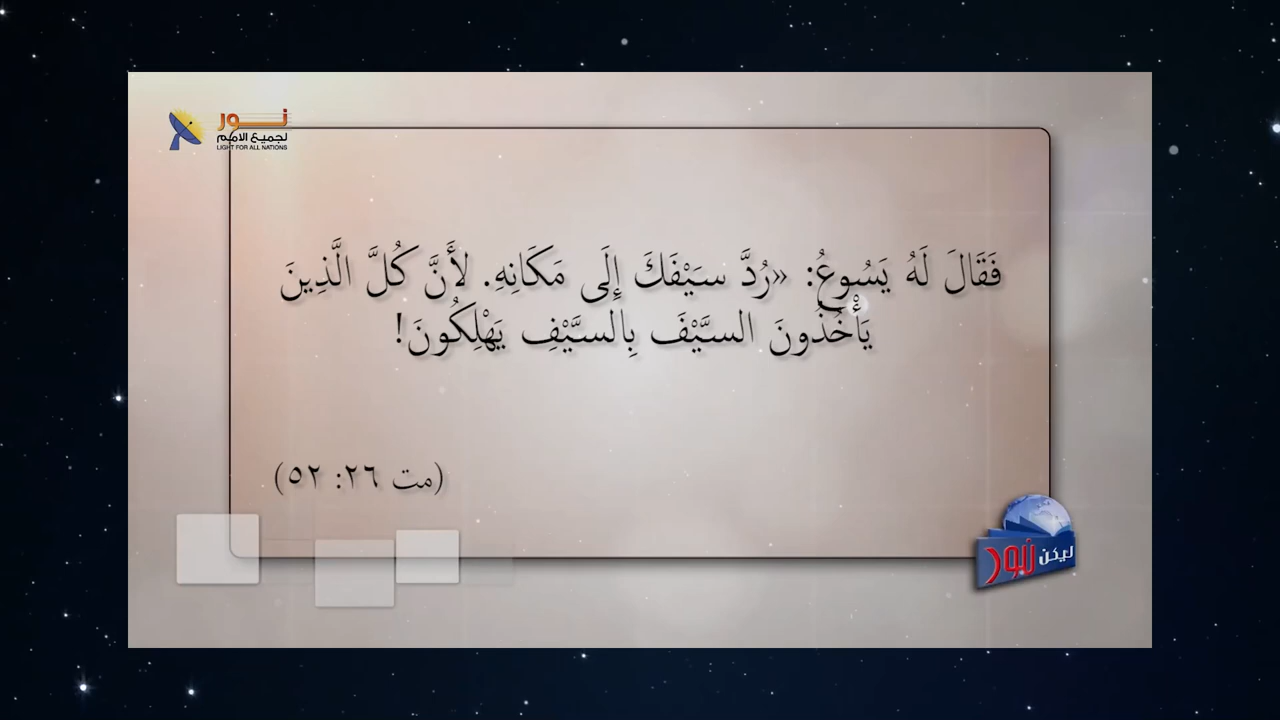 نور
لجميع الامم
LIGHT FOR ALL NATIONS
فَقَالَ لَهُ يَسُوعُ: «رُدَّ سَيْفَكَ إِلَى مَكَانِهِ. لأَنَّ كُلَّ الَّذِينَ
يَأْخُذُونَ السَّيْفَ بِالسَّيْفِ يَهْلِكُونَ!
(مت ٢٦: ٥٢)
ليكن نور